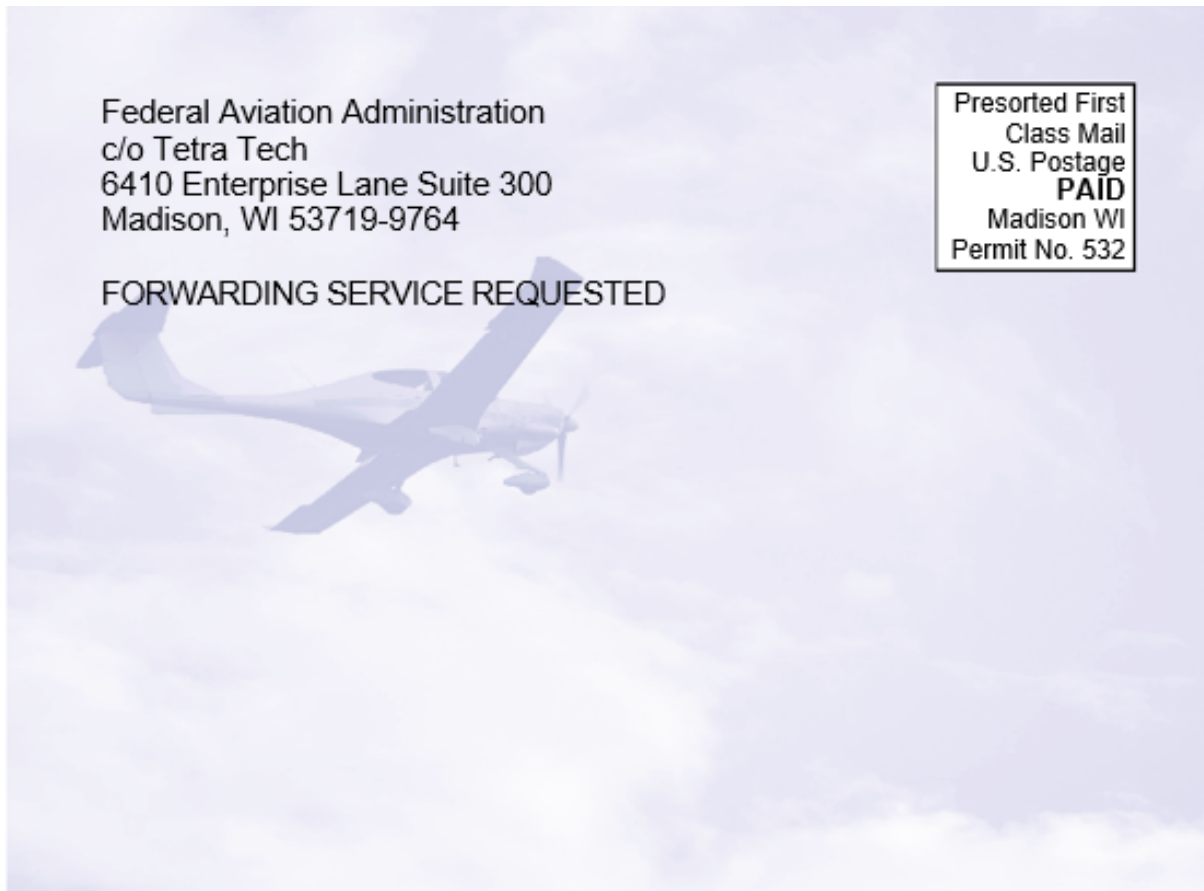 Federal Aviation Administration
c/o Tetra Tech
6410 Enterprise Lane Suite 300
Madison, WI 53719-9764
FORWARDING SERVICE REQUESTED
Presorted First
Class Mail
U.S. Postage
PAID
Madison WI
Permit No. 532